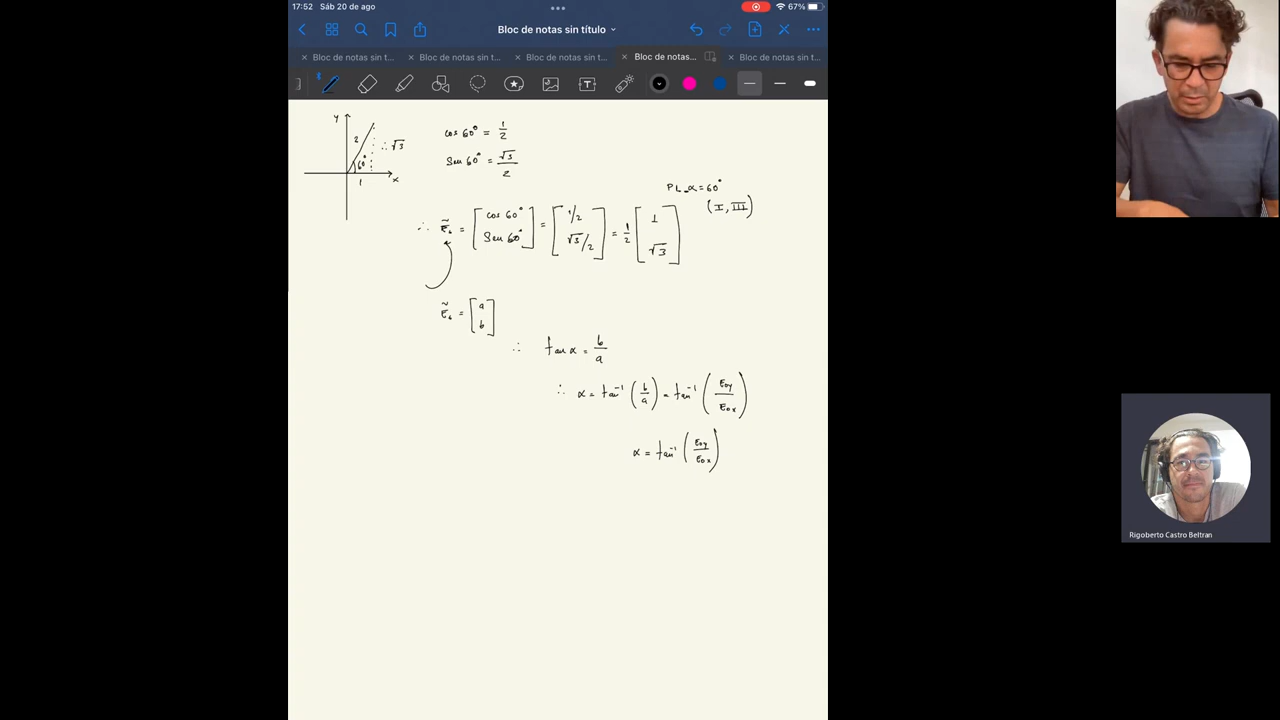 17:52 Sáb 20 de ago
67%
Bloc de notas sin título
Bloc de notas sin t... Bloc de notas sin t... Bloc de notas sin t... Bloc de notas... Bloc de notas sin t...
y
2
∴ √3
60°
1
x
cos 60° = 1/2
Sen 60° = √3/2
PL_α = 60°
(I, III)
∴ Ẽ₀ = [cos 60° Sen 60°] = [1/2 √3/2] = 1/2 [1 √3]
Ẽ₀ = [a b]
∴ tan α = b/a
∴ α = tan⁻¹ (b/a) = tan⁻¹ (E₀y/E₀x)
α = tan⁻¹ (E₀y/E₀x)
Rigoberto Castro Beltran